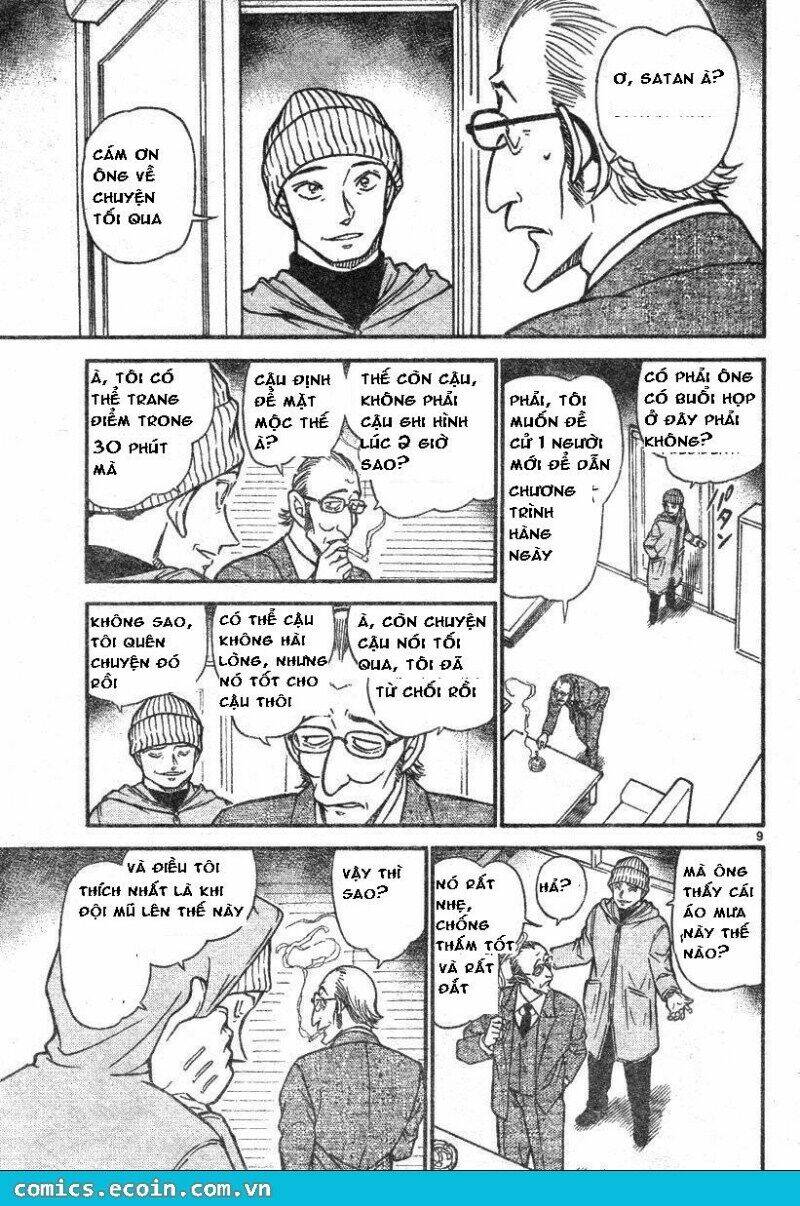 Ơ, SATAN À?
CÁM ƠN
ÔNG VỀ
CHUYỆN
TỐI QUA
CÓ PHẢI ÔNG
CÓ BUỔI HỌP
Ở ĐÂY PHẢI
KHÔNG?
PHẢI, TÔI
MUỐN ĐỀ
CỬ 1 NGƯỜI
MỚI ĐỂ DẪN
CHƯƠNG
TRÌNH
HÀNG
NGÀY
パタン
THẾ CÒN CẬU,
KHÔNG PHẢI
CẬU GHI HÌNH
LÚC 2 GIỜ
SAO?
CẬU ĐỊNH
ĐỂ MẶT
MỘC THẾ
À?
À, TÔI CÓ
THỂ TRANG
ĐIỂM TRONG
30 PHÚT
MÀ
À, CÒN CHUYỆN
CẬU NÓI TỐI
QUA, TÔI ĐÃ
TỪ CHỐI RỒI
CÓ THỂ CẬU
KHÔNG HÀI
LÒNG, NHƯNG
NÓ TỐT CHO
CẬU THÔI
KHÔNG SAO,
TÔI QUÊN
CHUYỆN ĐÓ
RỒI
9
MÀ ÔNG
THẤY CÁI
ÁO MƯA
NÀY THẾ
NÀO?
HẢ?
NÓ RẤT
NHẸ,
CHỐNG
THẤM TỐT
VÀ RẤT
ĐẮT
VẬY THÌ
SAO?
VÀ ĐIỀU TÔI
THÍCH NHẤT LÀ KHI
ĐỘI MŨ LÊN THẾ NÀY
comics.ecoin.com.vn